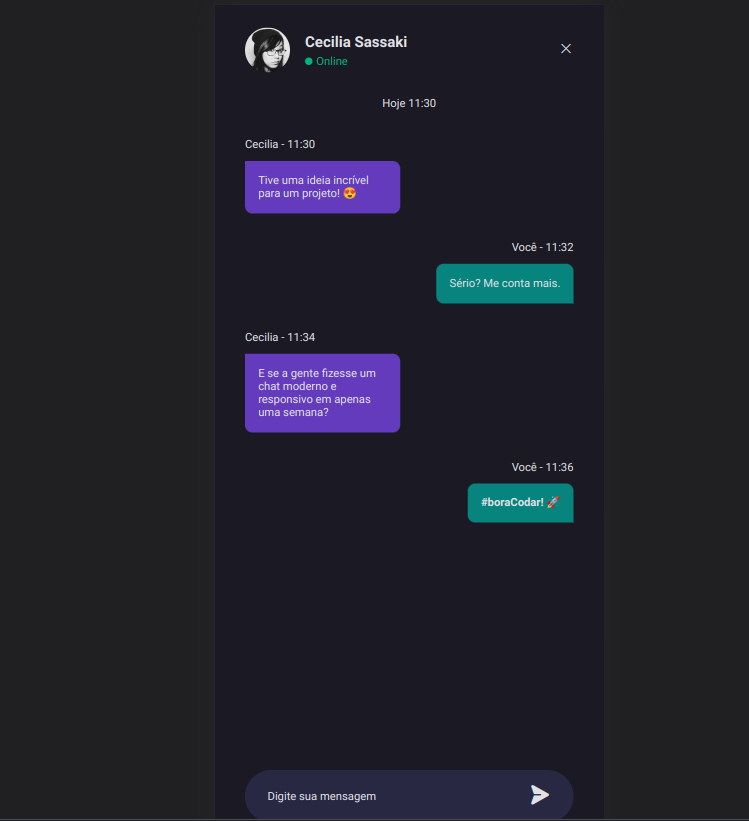 Cecilia Sassaki
Online
Hoje 11:30
Cecilia - 11:30
Tive uma ideia incrível
para um projeto! 😍
Você - 11:32
Sério? Me conta mais.
Cecilia - 11:34
E se a gente fizesse um
chat moderno e
responsivo em apenas
uma semana?
Você - 11:36
#boraCodar! 🚀
Digite sua mensagem